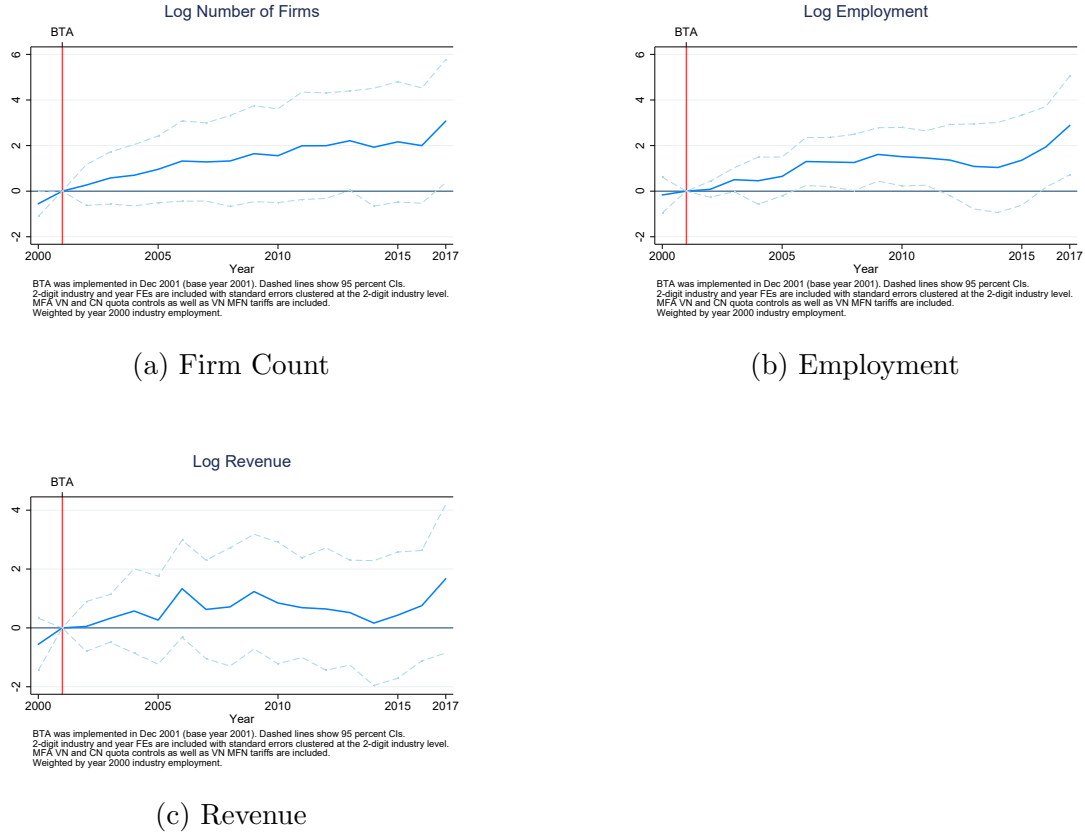 Log Number of Firms
BTA
6
4
2
0
-2
2000
2005
2010
2015
2017
Year
BTA was implemented in Dec 2001 (base year 2001). Dashed lines show 95 percent CIs.
2-digit industry and year FEs are included with standard errors clustered at the 2-digit industry level.
MFA VN and CN quota controls as well as VN MFN tariffs are included.
Weighted by year 2000 industry employment.
(a) Firm Count
Log Employment
BTA
6
4
2
0
-2
2000
2005
2010
2015
2017
Year
BTA was implemented in Dec 2001 (base year 2001). Dashed lines show 95 percent CIs.
2-digit industry and year FEs are included with standard errors clustered at the 2-digit industry level.
MFA VN and CN quota controls as well as VN MFN tariffs are included.
Weighted by year 2000 industry employment.
(b) Employment
Log Revenue
BTA
4
2
0
-2
2000
2005
2010
2015
2017
Year
BTA was implemented in Dec 2001 (base year 2001). Dashed lines show 95 percent CIs.
2-digit industry and year FEs are included with standard errors clustered at the 2-digit industry level.
MFA VN and CN quota controls as well as VN MFN tariffs are included.
Weighted by year 2000 industry employment.
(c) Revenue